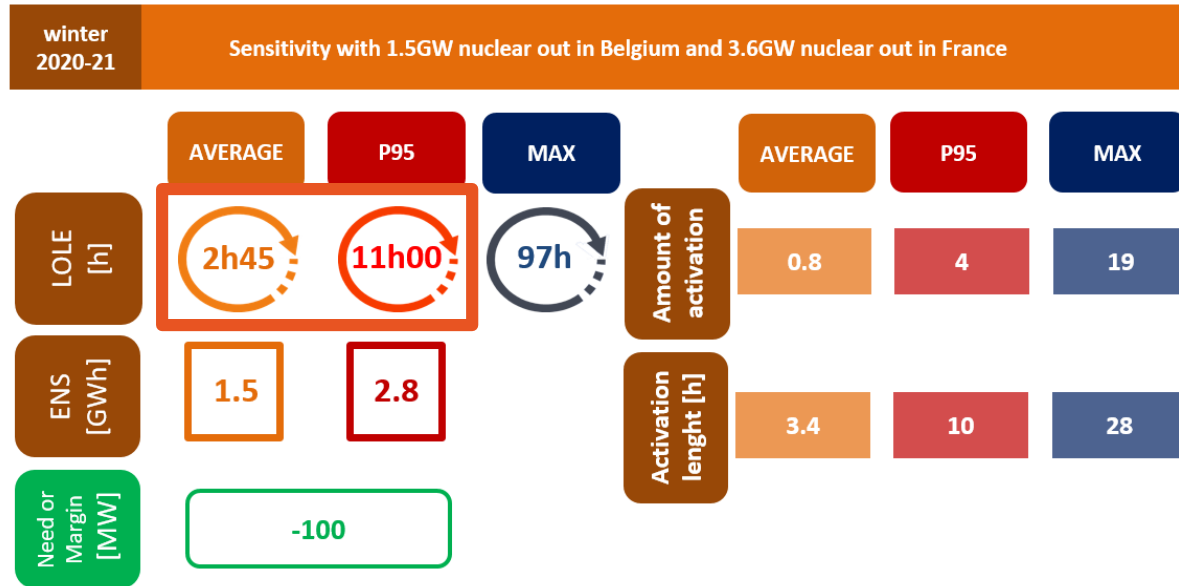 winter
2020-21
Sensitivity with 1.5GW nuclear out in Belgium and 3.6GW nuclear out in France
AVERAGE
P95
MAX
LOLE
[h]
2h45
11h00
97h
ENS
[GWh]
1.5
2.8
Need or
Margin
[MW]
-100
AVERAGE
P95
MAX
Amount of
activation
0.8
4
19
Activation
lenght [h]
3.4
10
28